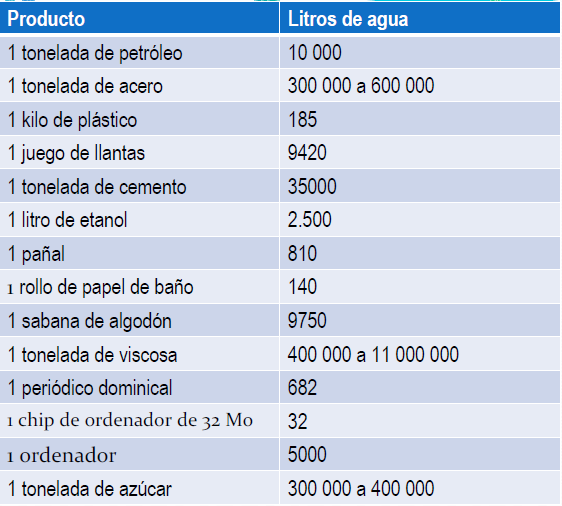 Producto Litros de agua
1 tonelada de petróleo 10 000
1 tonelada de acero 300 000 a 600 000
1 kilo de plástico 185
1 juego de llantas 9420
1 tonelada de cemento 35000
1 litro de etanol 2.500
1 pañal 810
1 rollo de papel de baño 140
1 sabana de algodón 9750
1 tonelada de viscosa 400 000 a 11 000 000
1 periódico dominical 682
1 chip de ordenador de 32 Mo 32
1 ordenador 5000
1 tonelada de azúcar 300 000 a 400 000